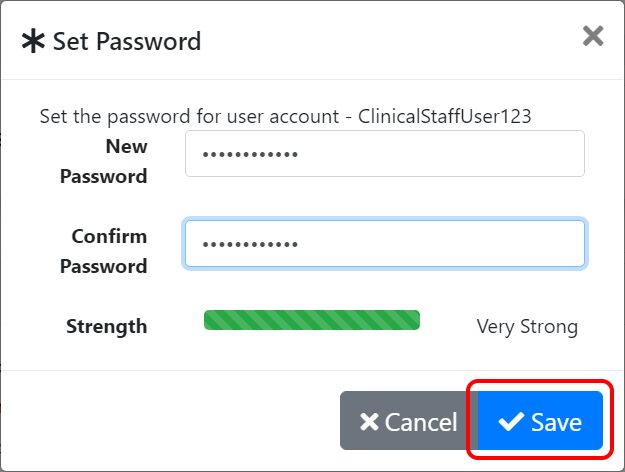 Set Password
Set the password for user account - ClinicalStaffUser123
New
Password
••••••••••••
Confirm
Password
••••••••••••
Strength
Very Strong
Cancel
Save